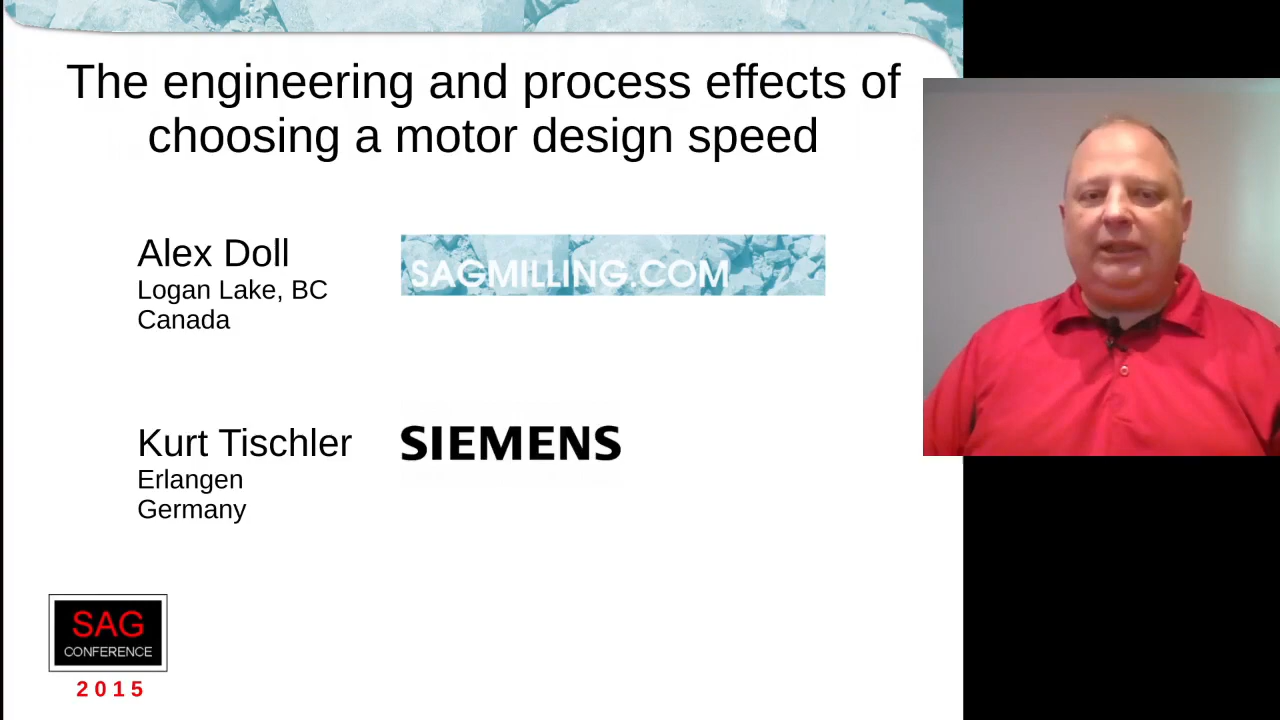 The engineering and process effects of
choosing a motor design speed
Alex Doll
Logan Lake, BC
Canada
SAGMILLING.COM
Kurt Tischler
Erlangen
Germany
SIEMENS
SAG
CONFERENCE
2015